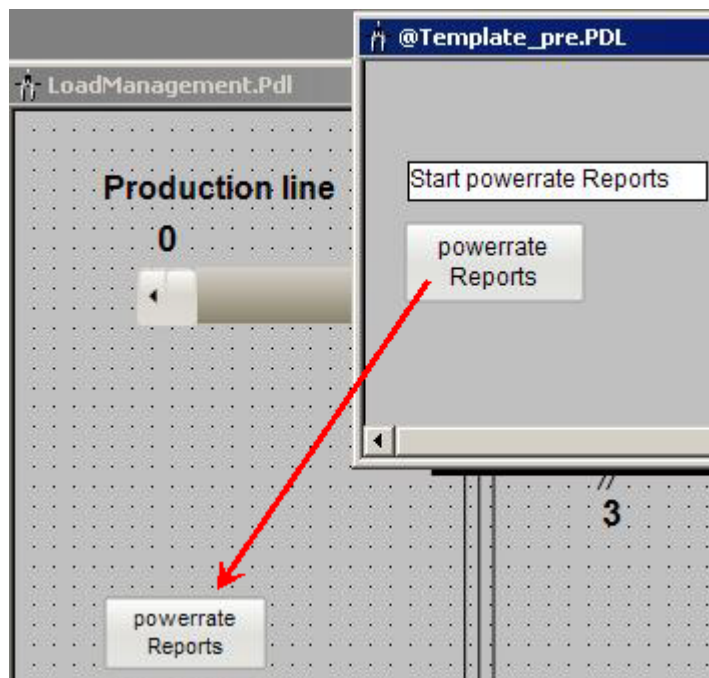 @Template_pre.PDL
LoadManagement.Pdl
Start powerrate Reports
Production line
0
powerrate
Reports
3
powerrate
Reports